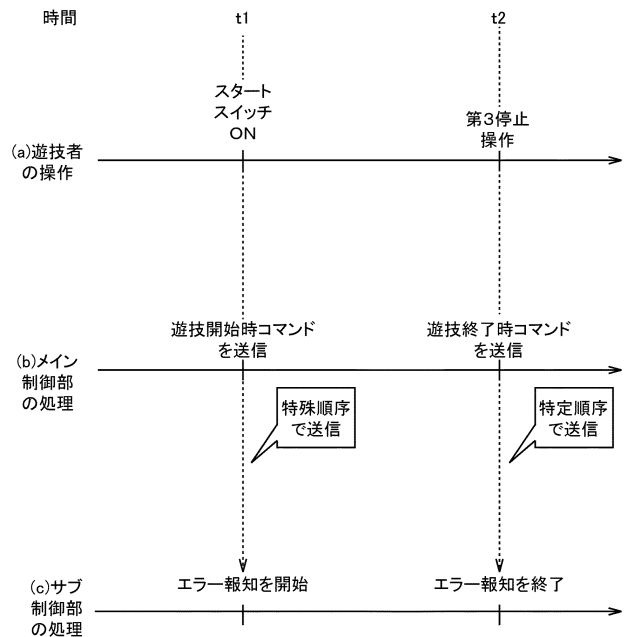 時間
t1
t2
スタート
スイッチ
ON
第3停止
操作
(a)遊技者
の操作
遊技開始時コマンド
を送信
遊技終了時コマンド
を送信
(b)メイン
制御部
の処理
特殊順序
で送信
特定順序
で送信
エラー報知を開始
エラー報知を終了
(c)サブ
制御部
の処理